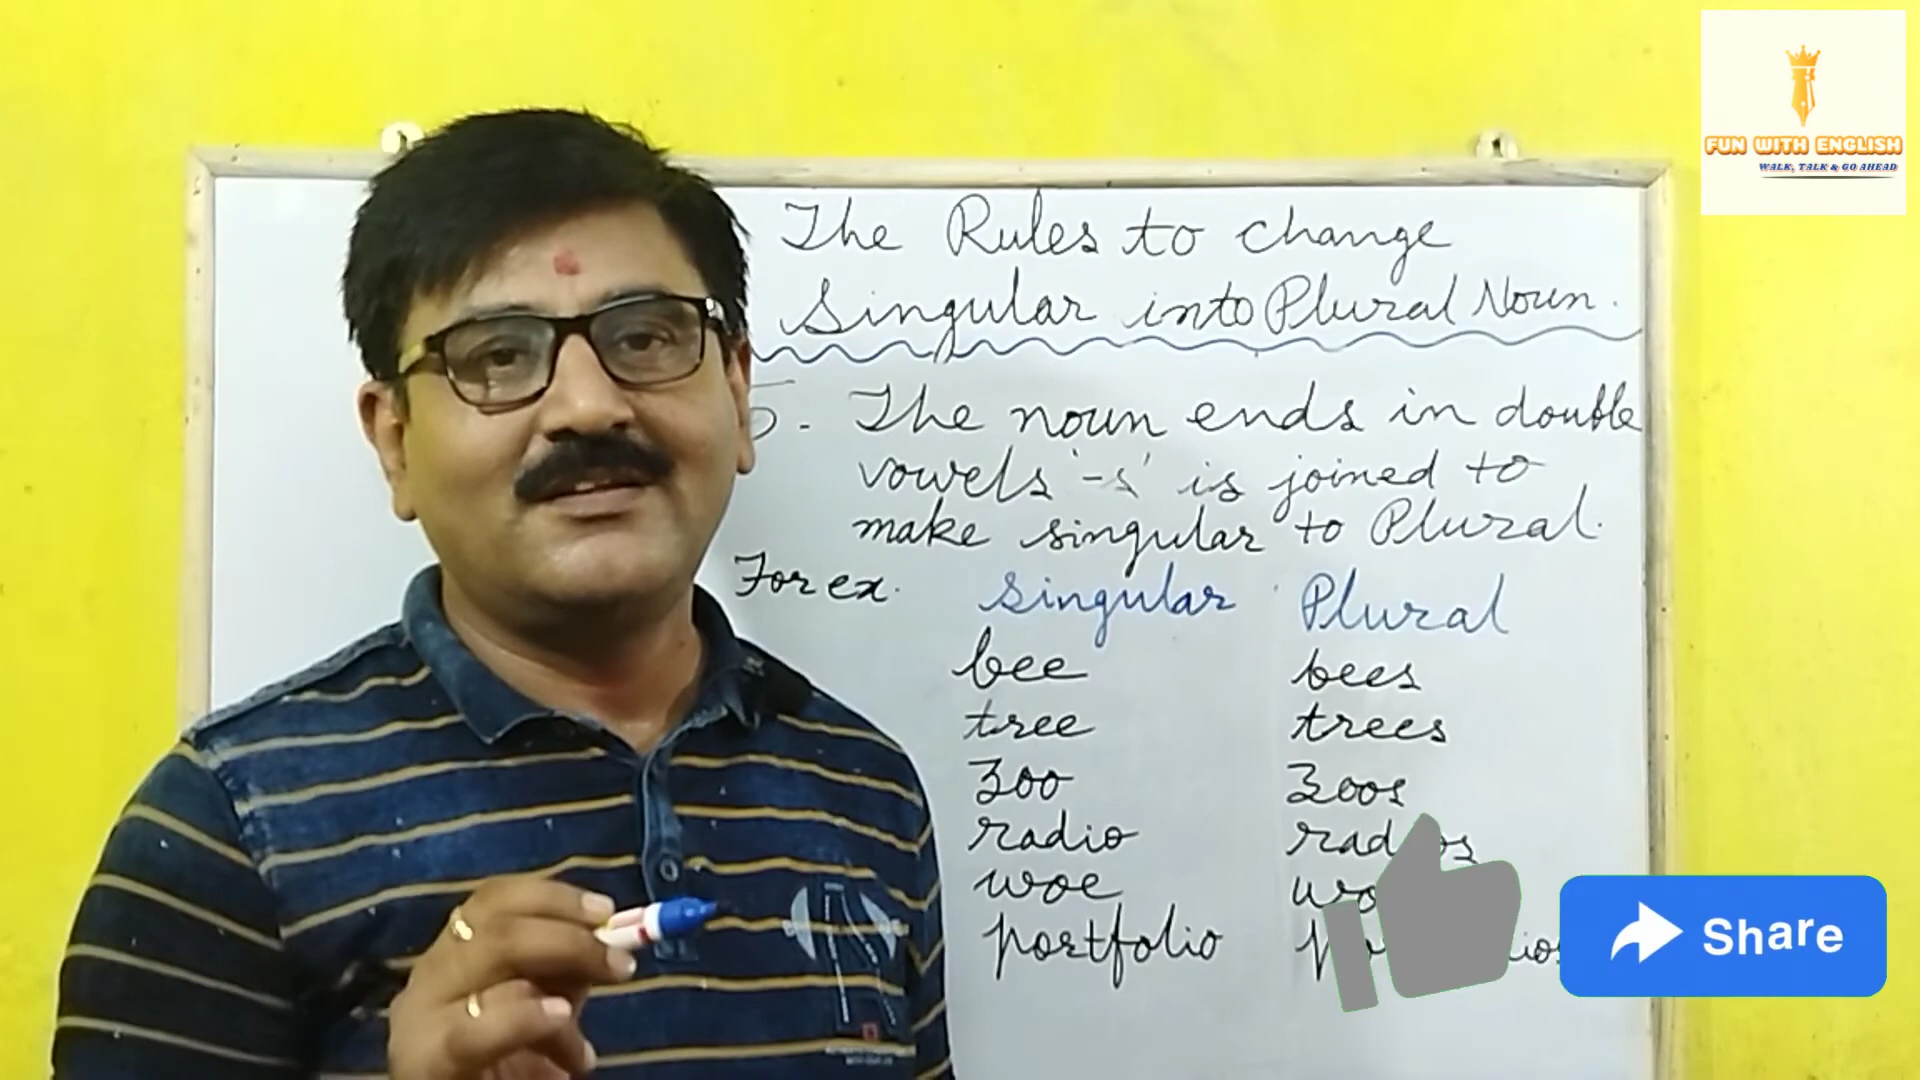 FUN WITH ENGLISH
WALK, TALK & GO AHEAD
The Rules to change
Singular into Plural Noun.
5. The noun ends in double
vowels '-s' is joined to
make singular to Plural.
For ex. Singular Plural
bee bees
tree trees
zoo zoos
radio
woe
portfolio
Share